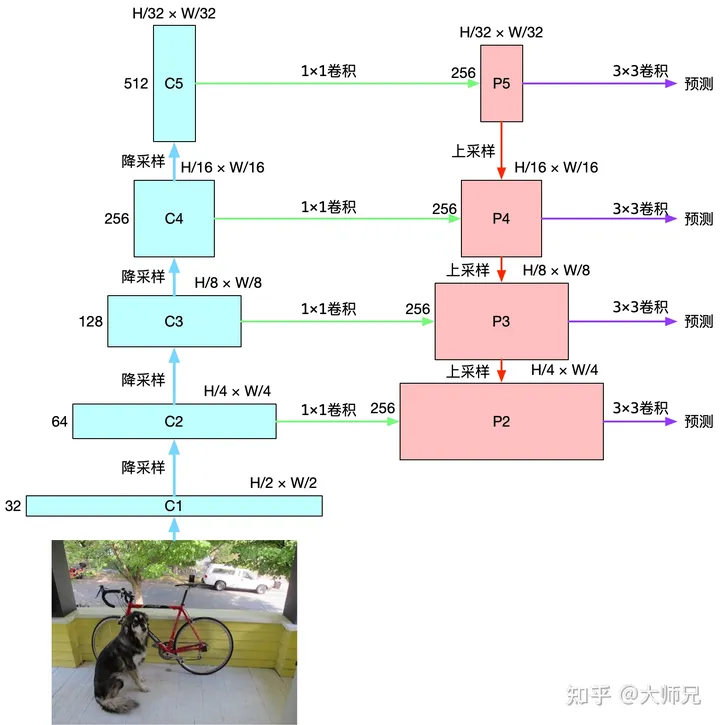 H/32 × W/32
H/32 × W/32
512
C5
1×1卷积
256
P5
3×3卷积
预测
降采样
上采样
H/16 × W/16
H/16 × W/16
256
C4
1×1卷积
256
P4
3×3卷积
预测
降采样
上采样
H/8 × W/8
H/8 × W/8
128
C3
1×1卷积
256
P3
3×3卷积
预测
降采样
上采样
H/4 × W/4
H/4 × W/4
64
C2
1×1卷积
256
P2
3×3卷积
预测
降采样
H/2 × W/2
32
C1
知乎 @大师兄